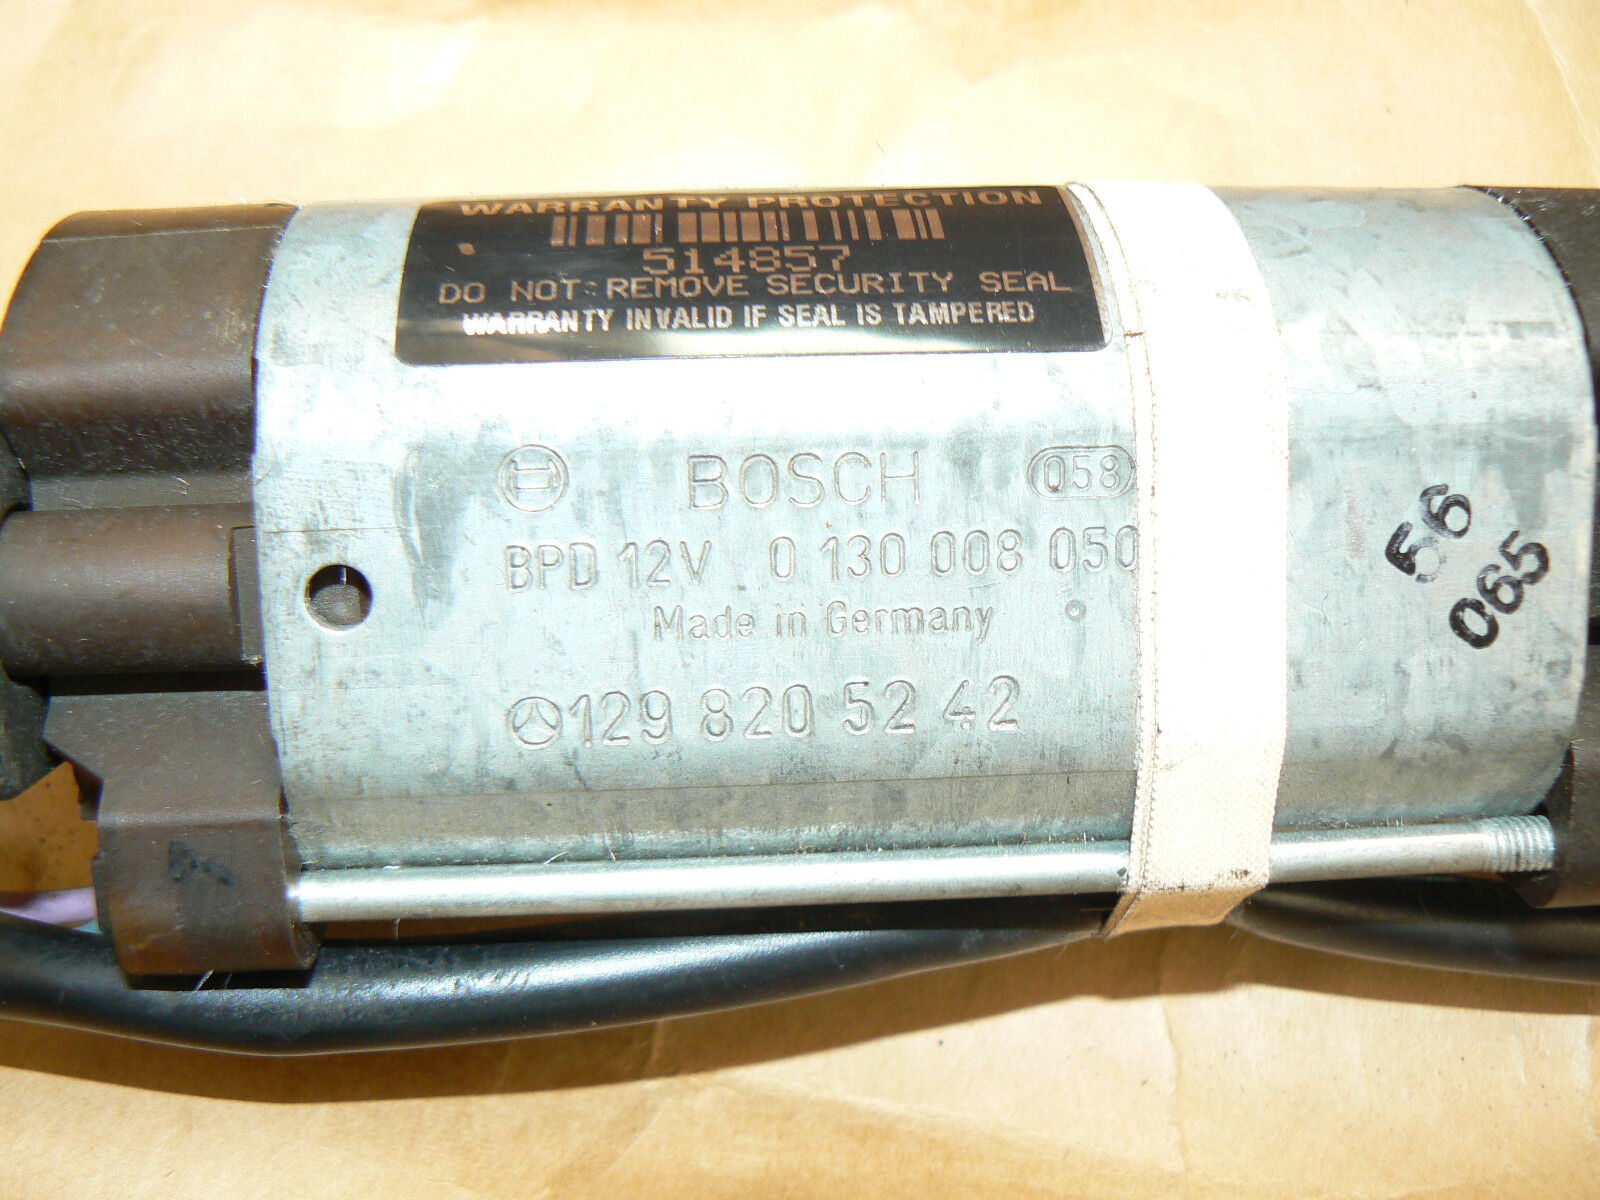 WARRANTY PROTECTION
514857
DO NOT REMOVE SECURITY SEAL
WARRANTY INVALID IF SEAL IS TAMPERED
BOSCH 058
BPD 12V 0 130 008 050
Made in Germany
129 820 52 42
56
065